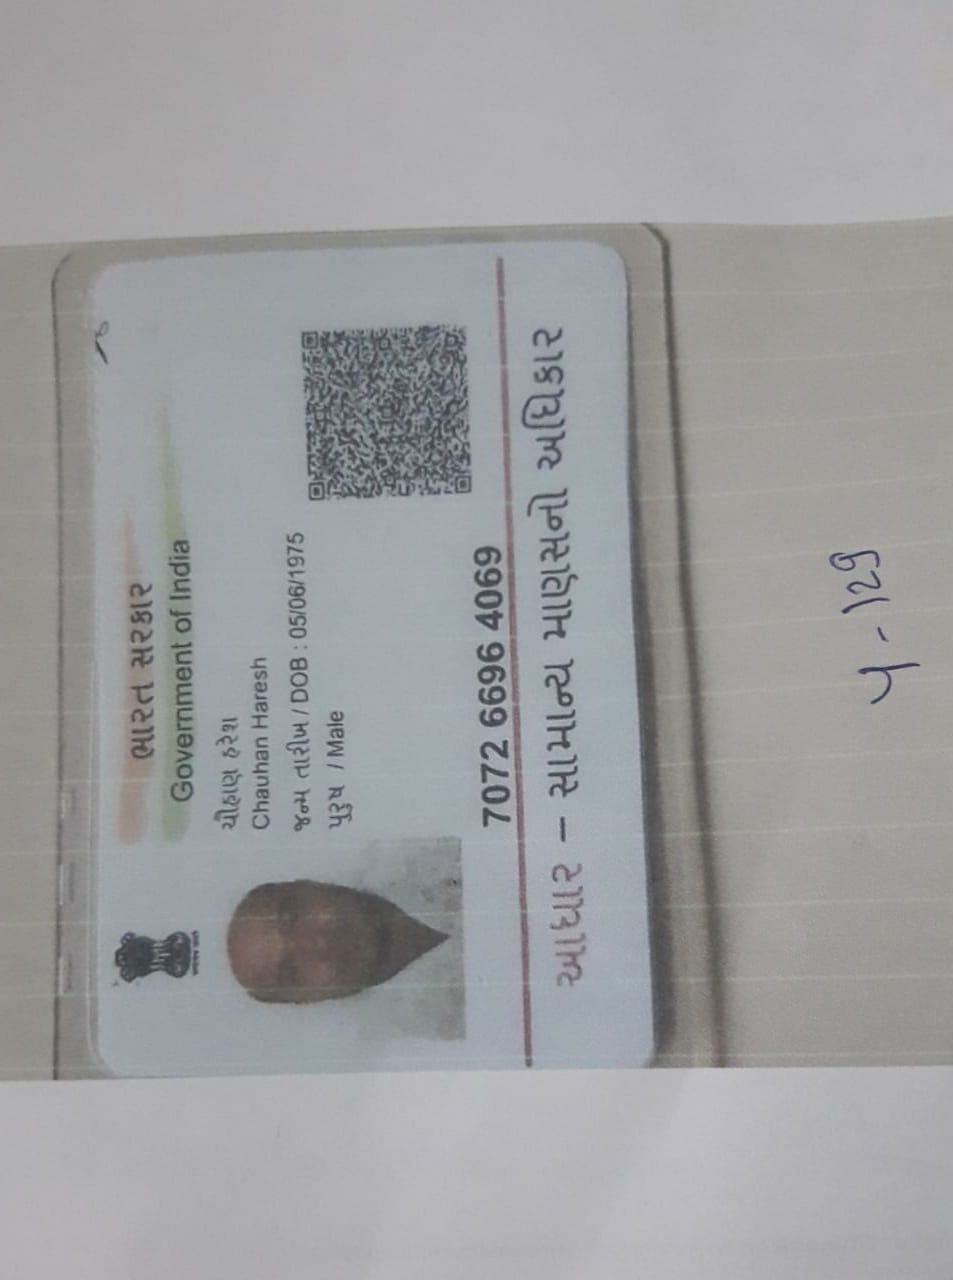 ભારત સરકાર
Government of India
ચૌહાણ હરેશ
Chauhan Haresh
જન્મ તારીખ / DOB : 05/06/1975
પુરુષ / Male
7072 6696 4069
આધાર – સામાન્ય માણસનો અધિકાર